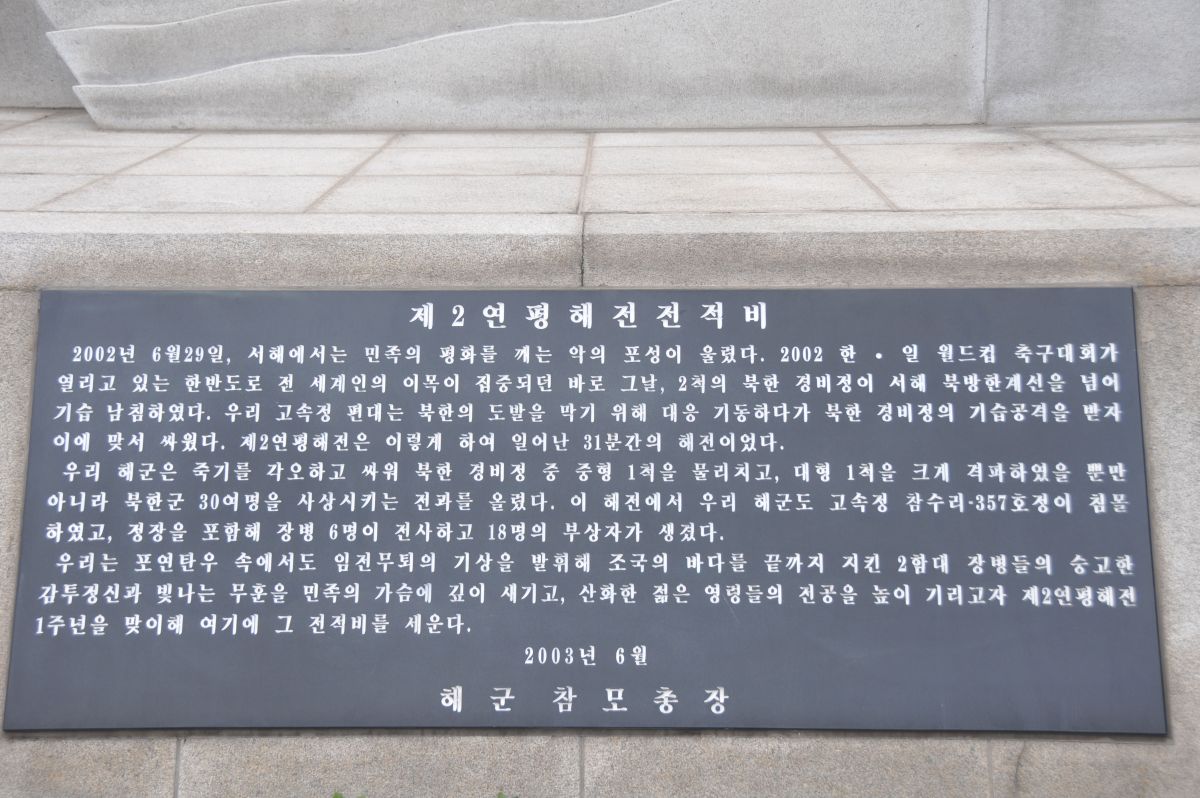 제2연평해전전적비
2002년 6월29일, 서해에서는 민족의 평화를 깨는 악의 포성이 울렸다. 2002 한 · 일 월드컵 축구대회가
열리고 있는 한반도로 전 세계인의 이목이 집중되던 바로 그날, 2척의 북한 경비정이 서해 북방한계선을 넘어
기습 남침하였다. 우리 고속정 편대는 북한의 도발을 막기 위해 대응 기동하다가 북한 경비정의 기습공격을 받자
이에 맞서 싸웠다. 제2연평해전은 이렇게 하여 일어난 31분간의 해전이었다.
우리 해군은 죽기를 각오하고 싸워 북한 경비정 중 중형 1척을 물리치고, 대형 1척을 크게 격파하였을 뿐만
아니라 북한군 30여명을 사상시키는 전과를 올렸다. 이 해전에서 우리 해군도 고속정 참수리-357호정이 침몰
하였고, 정장을 포함해 장병 6명이 전사하고 18명의 부상자가 생겼다.
우리는 포연탄우 속에서도 임전무퇴의 기상을 발휘해 조국의 바다를 끝까지 지킨 2함대 장병들의 숭고한
감투정신과 빛나는 무훈을 민족의 가슴에 깊이 새기고, 산화한 젊은 영령들의 전공을 높이 기리고자 제2연평해전
1주년을 맞이해 여기에 그 전적비를 세운다.
2003년 6월
해군 참모총장